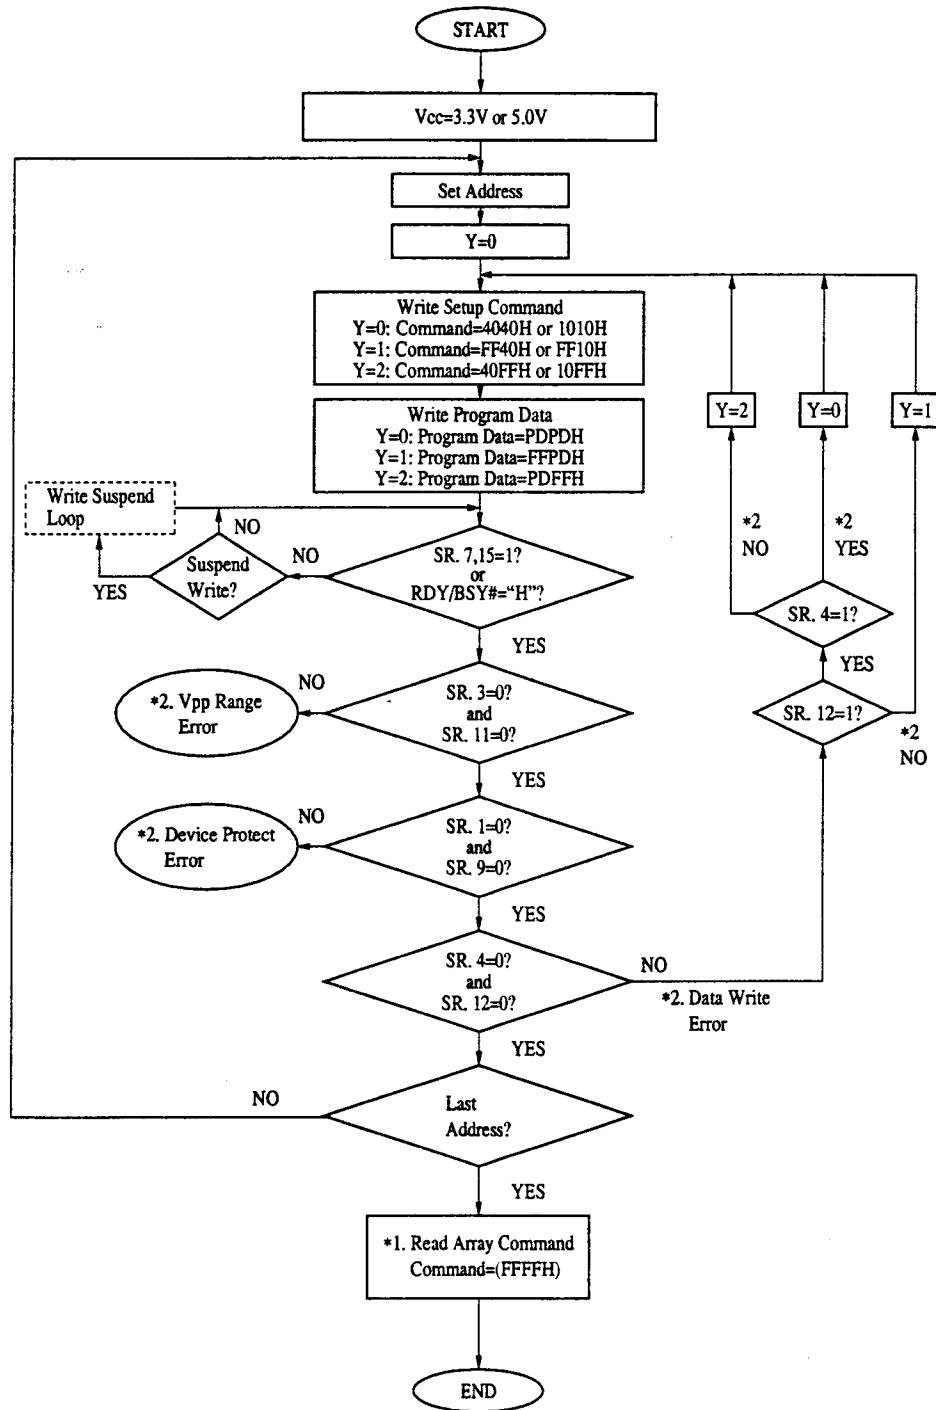 START
Vcc=3.3V or 5.0V
Set Address
Y=0
Write Setup Command
Y=0: Command=4040H or 1010H
Y=1: Command=FF40H or FF10H
Y=2: Command=40FFH or 10FFH
Y=2
Y=0
Y=1
Write Program Data
Y=0: Program Data=PDPDH
Y=1: Program Data=FFPDH
Y=2: Program Data=PDFFH
Write Suspend
Loop
NO
YES
Suspend
Write?
NO
SR. 7,15=1?
or
RDY/BSY#="H"?
YES
*2
NO
*2
YES
SR. 4=1?
YES
SR. 12=1?
*2
NO
*2. Vpp Range
Error
NO
SR. 3=0?
and
SR. 11=0?
YES
*2. Device Protect
Error
NO
SR. 1=0?
and
SR. 9=0?
YES
SR. 4=0?
and
SR. 12=0?
NO
*2. Data Write
Error
YES
NO
Last
Address?
YES
*1. Read Array Command
Command=(FFFFH)
END